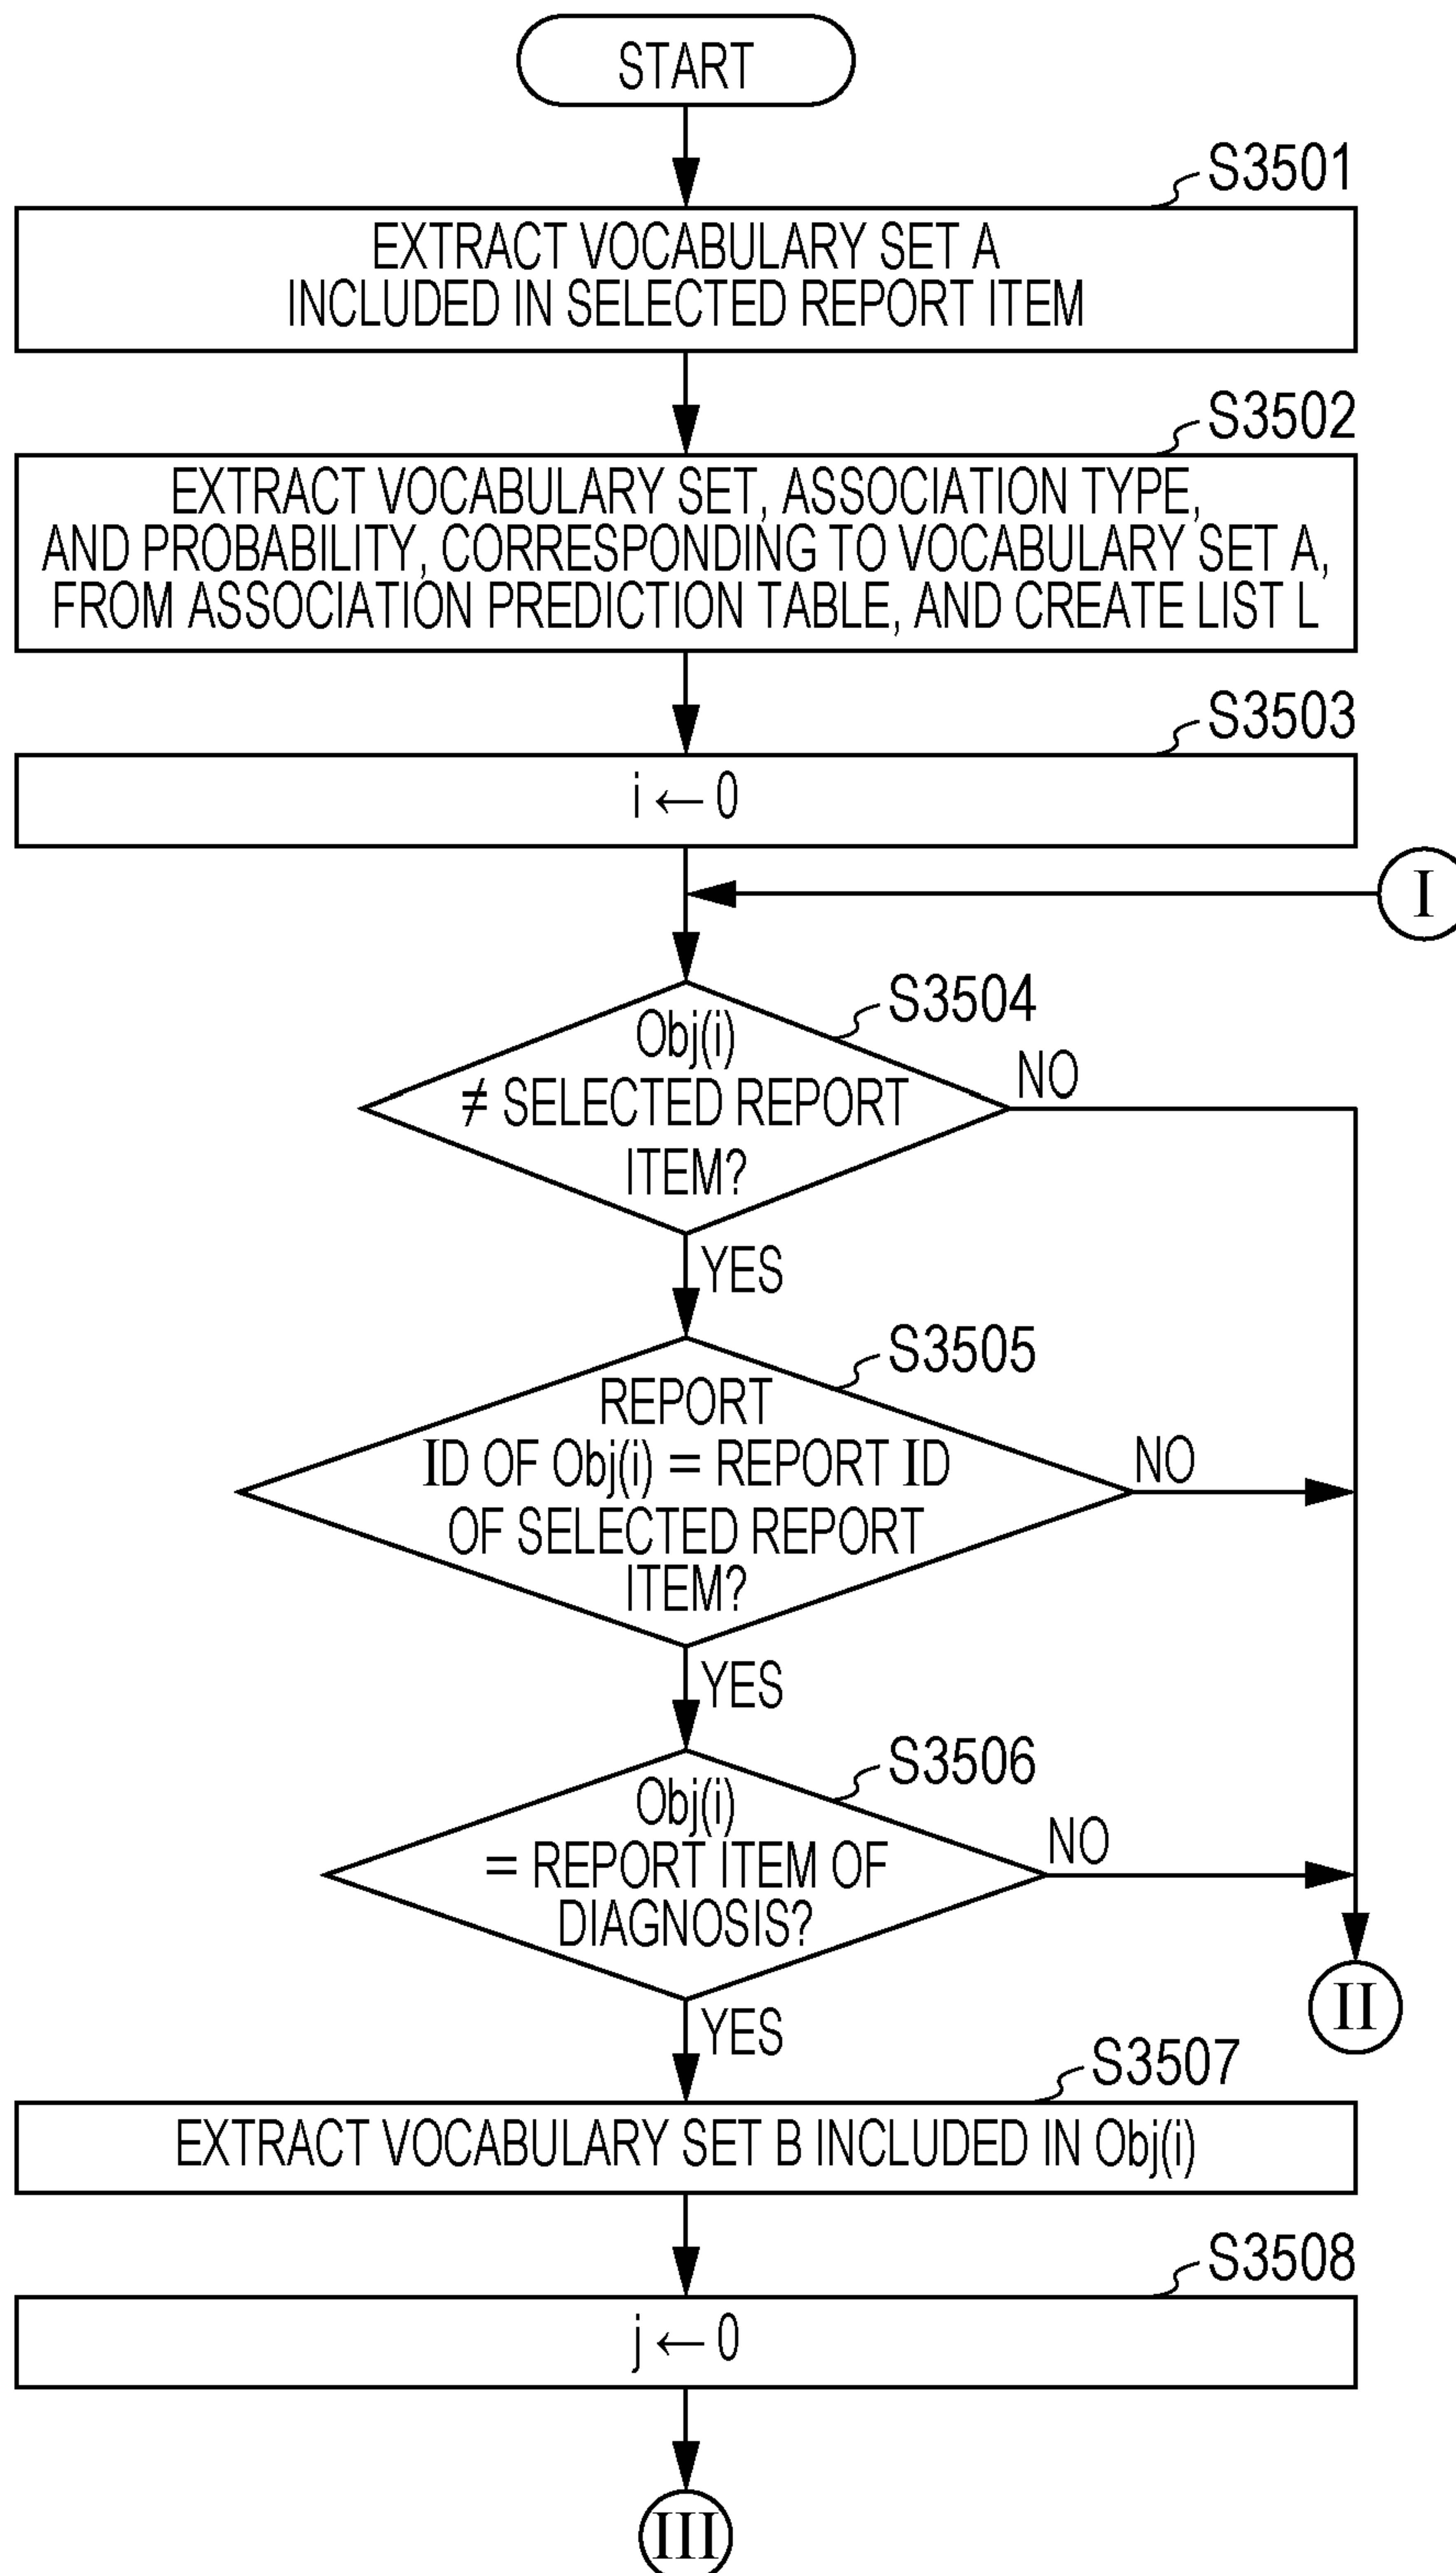 START
S3501
EXTRACT VOCABULARY SET A
INCLUDED IN SELECTED REPORT ITEM
S3502
EXTRACT VOCABULARY SET, ASSOCIATION TYPE,
AND PROBABILITY, CORRESPONDING TO VOCABULARY SET A,
FROM ASSOCIATION PREDICTION TABLE, AND CREATE LIST L
S3503
i ← 0
I
S3504
Obj(i)
≠ SELECTED REPORT
ITEM?
NO
YES
S3505
REPORT
ID OF Obj(i) = REPORT ID
OF SELECTED REPORT
ITEM?
NO
YES
S3506
Obj(i)
= REPORT ITEM OF
DIAGNOSIS?
NO
YES
II
S3507
EXTRACT VOCABULARY SET B INCLUDED IN Obj(i)
S3508
j ← 0
III